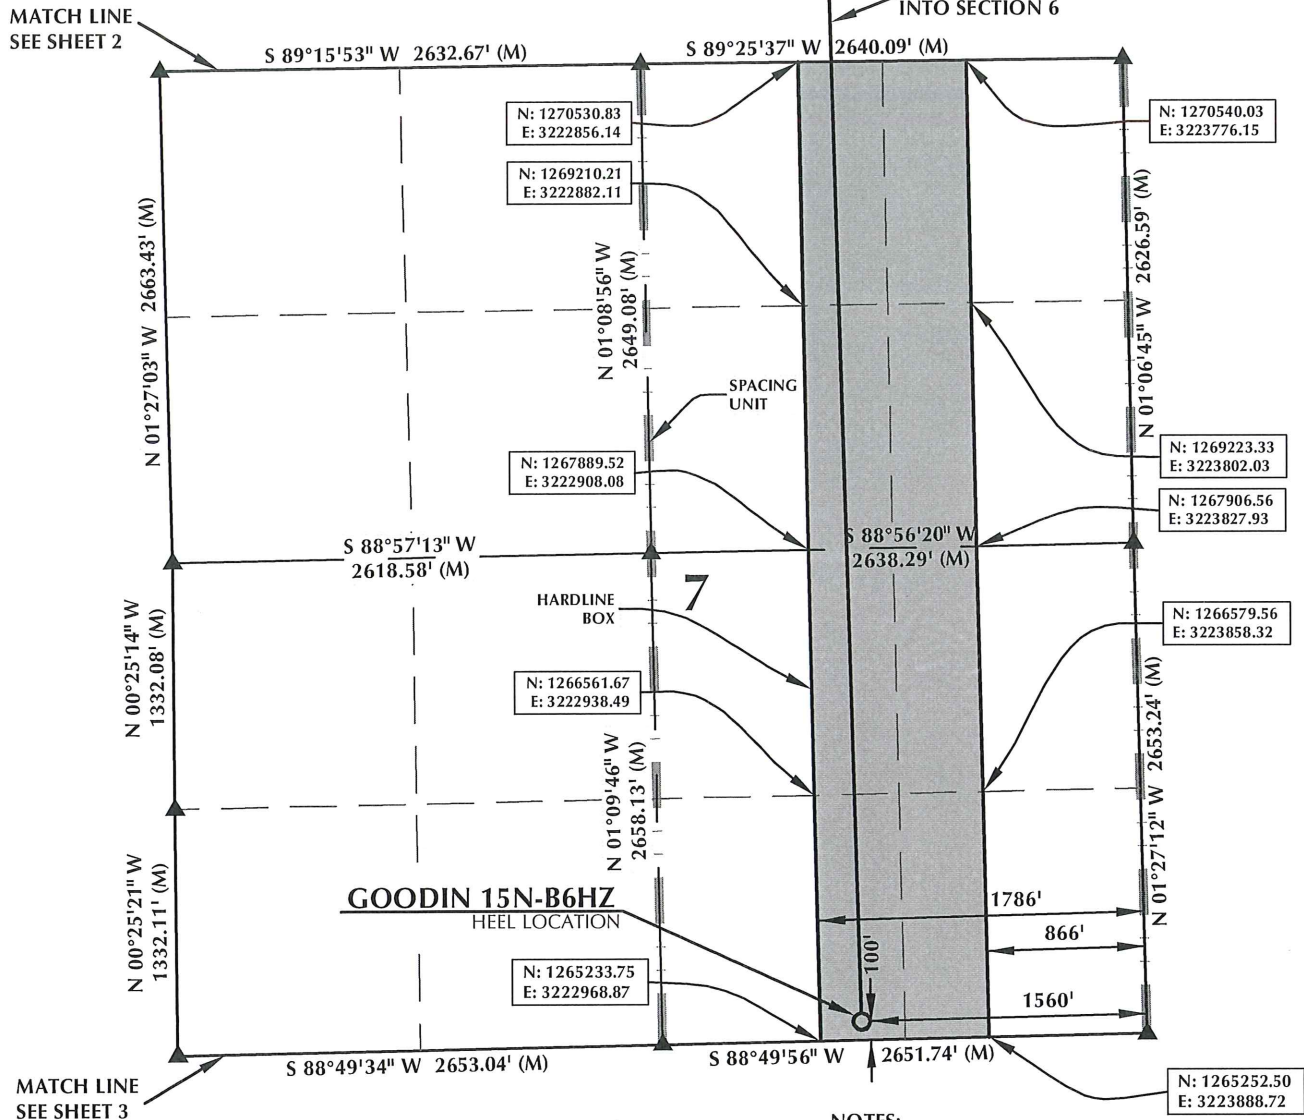 MATCH LINE
SEE SHEET 2
INTO SECTION 6
S 89°15'53" W 2632.67' (M)
S 89°25'37" W 2640.09' (M)
N: 1270530.83
E: 3222856.14
N: 1270540.03
E: 3223776.15
N: 1269210.21
E: 3222882.11
N 01°27'03" W 2663.43' (M)
N 01°08'56" W
2649.08' (M)
N 01°06'45" W 2626.59' (M)
SPACING
UNIT
N: 1269223.33
E: 3223802.03
N: 1267889.52
E: 3222908.08
N: 1267906.56
E: 3223827.93
S 88°57'13" W
2618.58' (M)
S 88°56'20" W
2638.29' (M)
7
HARDLINE
BOX
N: 1266579.56
E: 3223858.32
N 00°25'14" W
1332.08' (M)
N: 1266561.67
E: 3222938.49
N 01°09'46" W
2658.13' (M)
N 01°27'12" W 2653.24' (M)
N 00°25'21" W
1332.11' (M)
GOODIN 15N-B6HZ
HEEL LOCATION
1786'
866'
100'
1560'
N: 1265233.75
E: 3222968.87
S 88°49'34" W 2653.04' (M)
S 88°49'56" W 2651.74' (M)
MATCH LINE
SEE SHEET 3
N: 1265252.50
E: 3223888.72
NOTES: